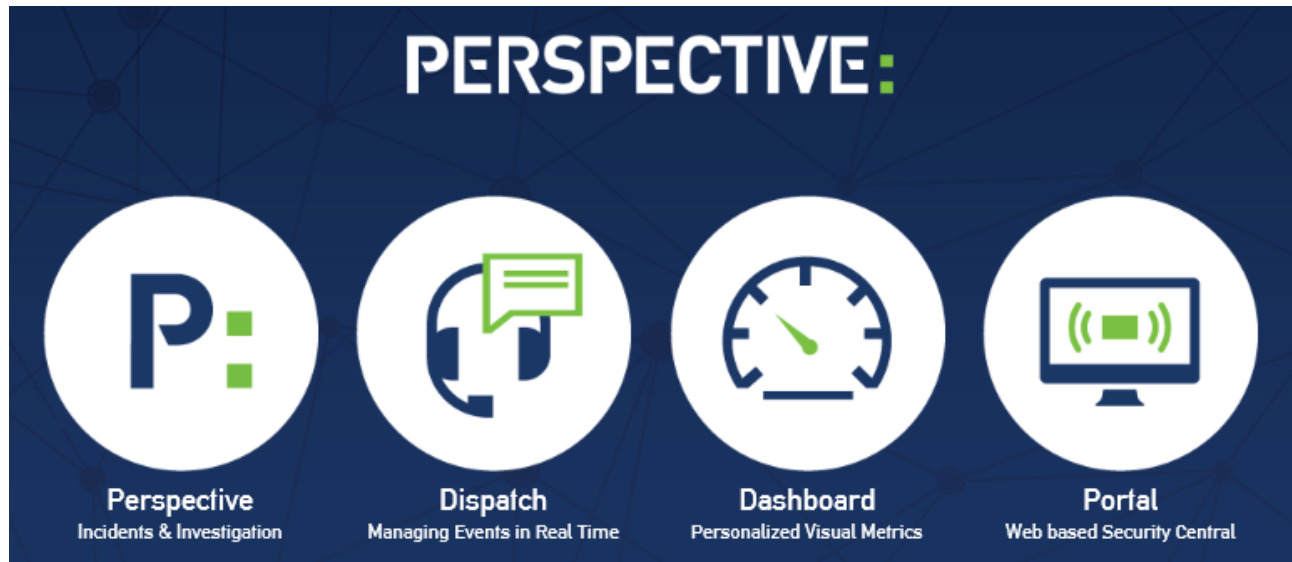 PERSPECTIVE:
P:
Perspective
Incidents & Investigation
Dispatch
Managing Events in Real Time
Dashboard
Personalized Visual Metrics
Portal
Web based Security Central